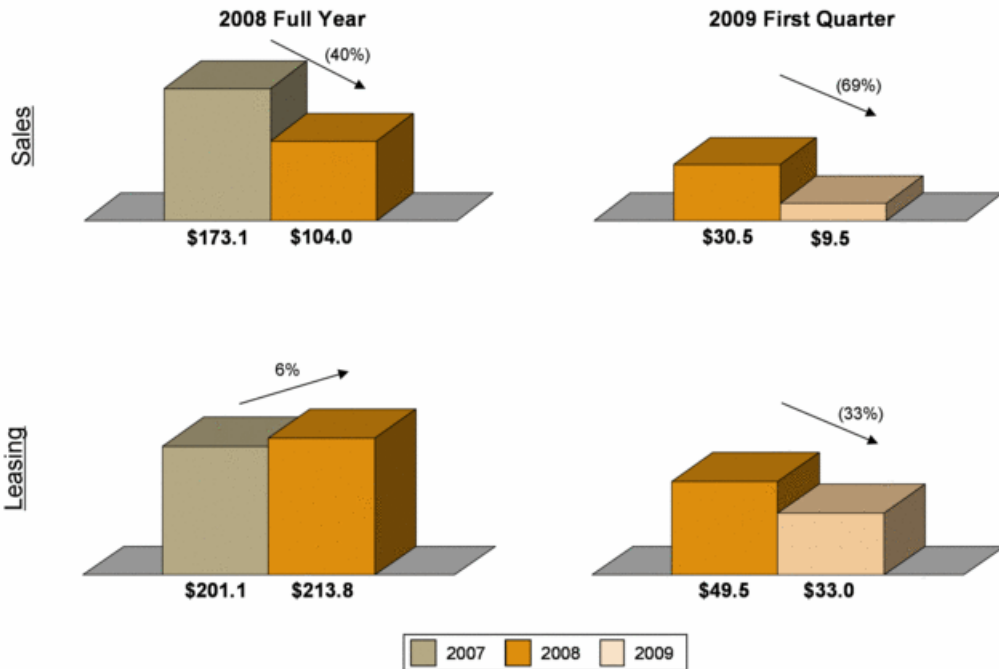 2008 Full Year
2009 First Quarter
Sales
(40%)
(69%)
$173.1 $104.0
$30.5 $9.5
Leasing
6%
(33%)
$201.1 $213.8
$49.5 $33.0
2007 2008 2009